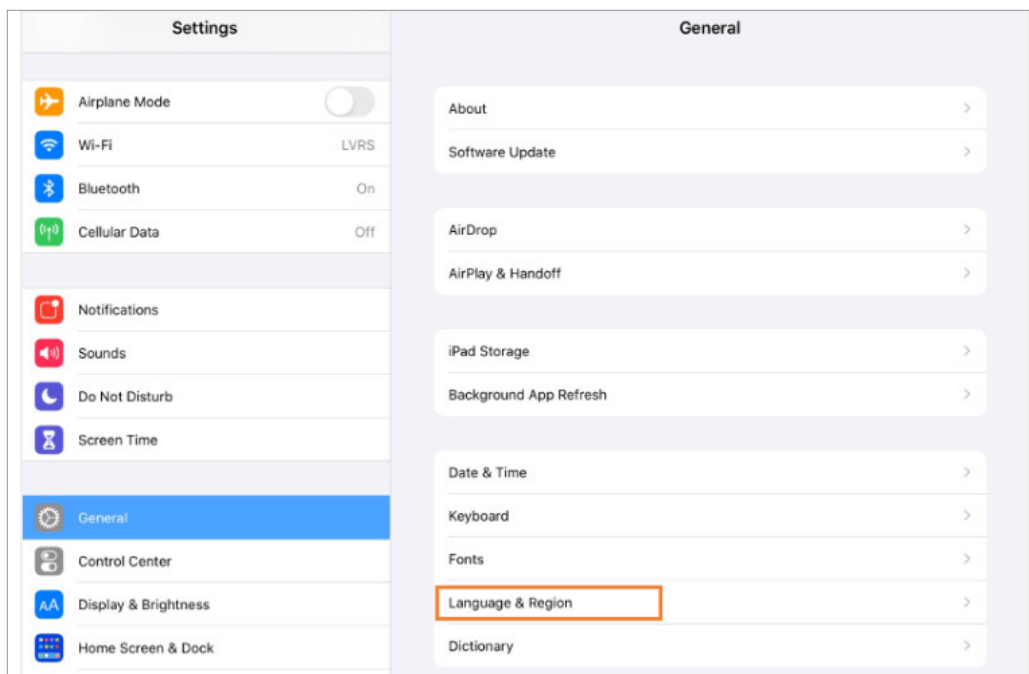 Settings
Airplane Mode
Wi-Fi LVRS
Bluetooth On
Cellular Data Off
Notifications
Sounds
Do Not Disturb
Screen Time
General
Control Center
AA Display & Brightness
Home Screen & Dock
General
About
Software Update
AirDrop
AirPlay & Handoff
iPad Storage
Background App Refresh
Date & Time
Keyboard
Fonts
Language & Region
Dictionary